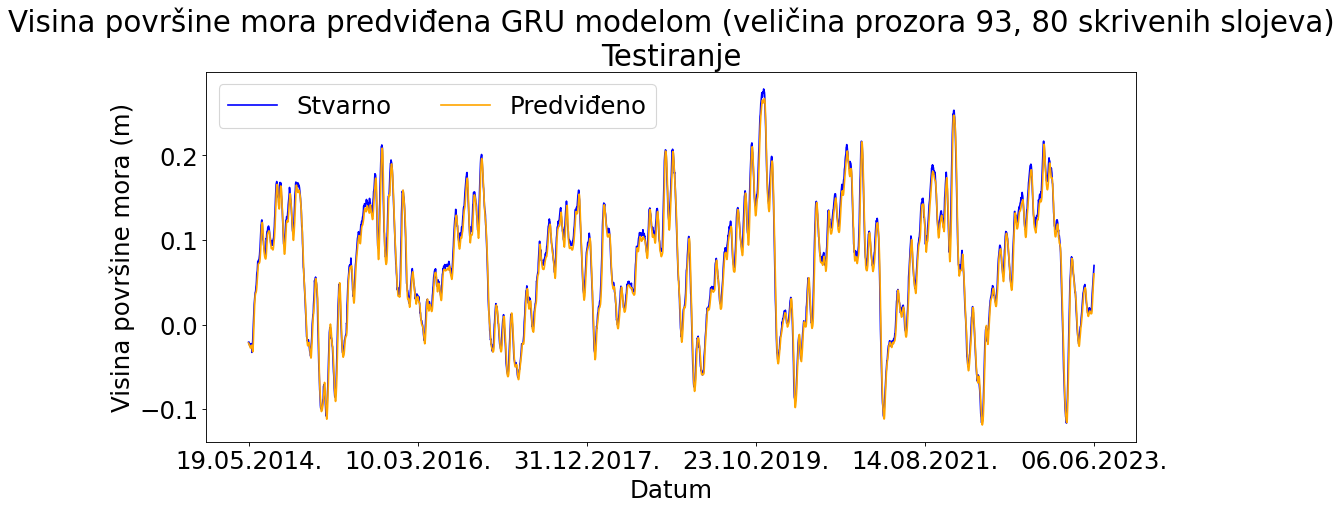 Visina površine mora predviđena GRU modelom (veličina prozora 93, 80 skrivenih slojeva)
Testiranje
Stvarno
Predviđeno
Visina površine mora (m)
0.2
0.1
0.0
−0.1
19.05.2014.
10.03.2016.
31.12.2017.
23.10.2019.
14.08.2021.
06.06.2023.
Datum